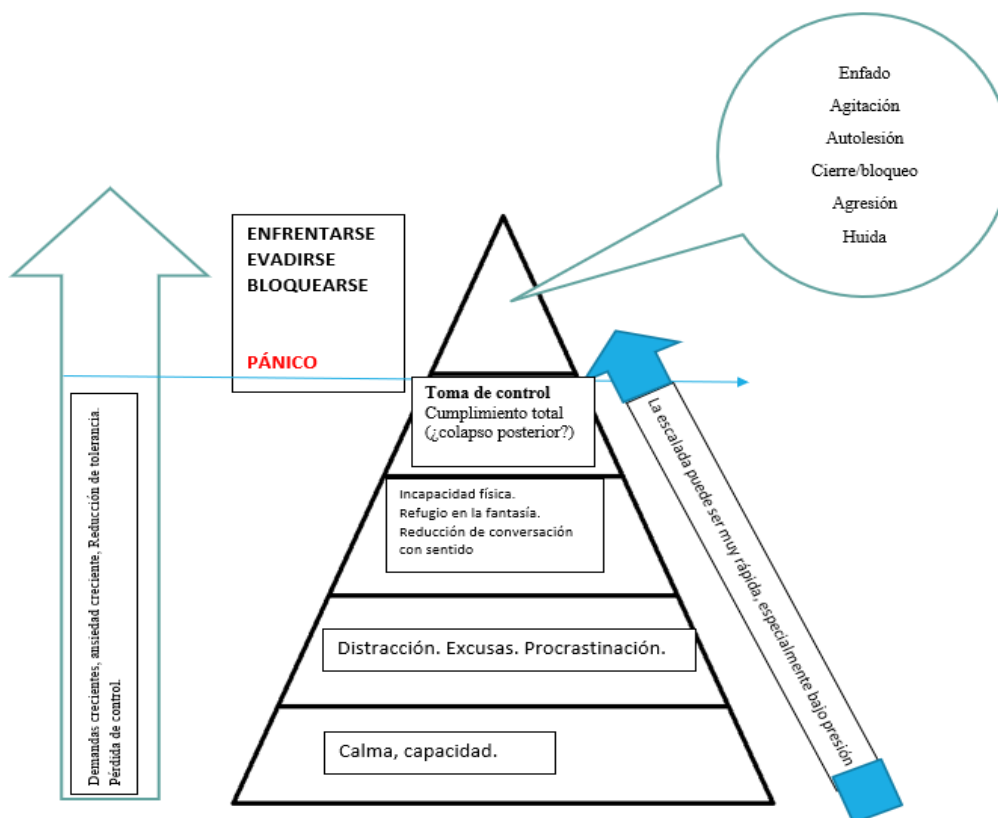 Enfado
Agitación
Autolesión
Cierre/bloqueo
Agresión
Huida
ENFRENTARSE
EVADIRSE
BLOQUEARSE
PÁNICO
Toma de control
Cumplimiento total
(¿colapso posterior?)
Incapacidad física.
Refugio en la fantasía.
Reducción de conversación
con sentido
Distracción. Excusas. Procrastinación.
Calma, capacidad.
Demandas crecientes, ansiedad creciente, Reducción de tolerancia.
Pérdida de control.
La escalada puede ser muy rápida, especialmente bajo presión